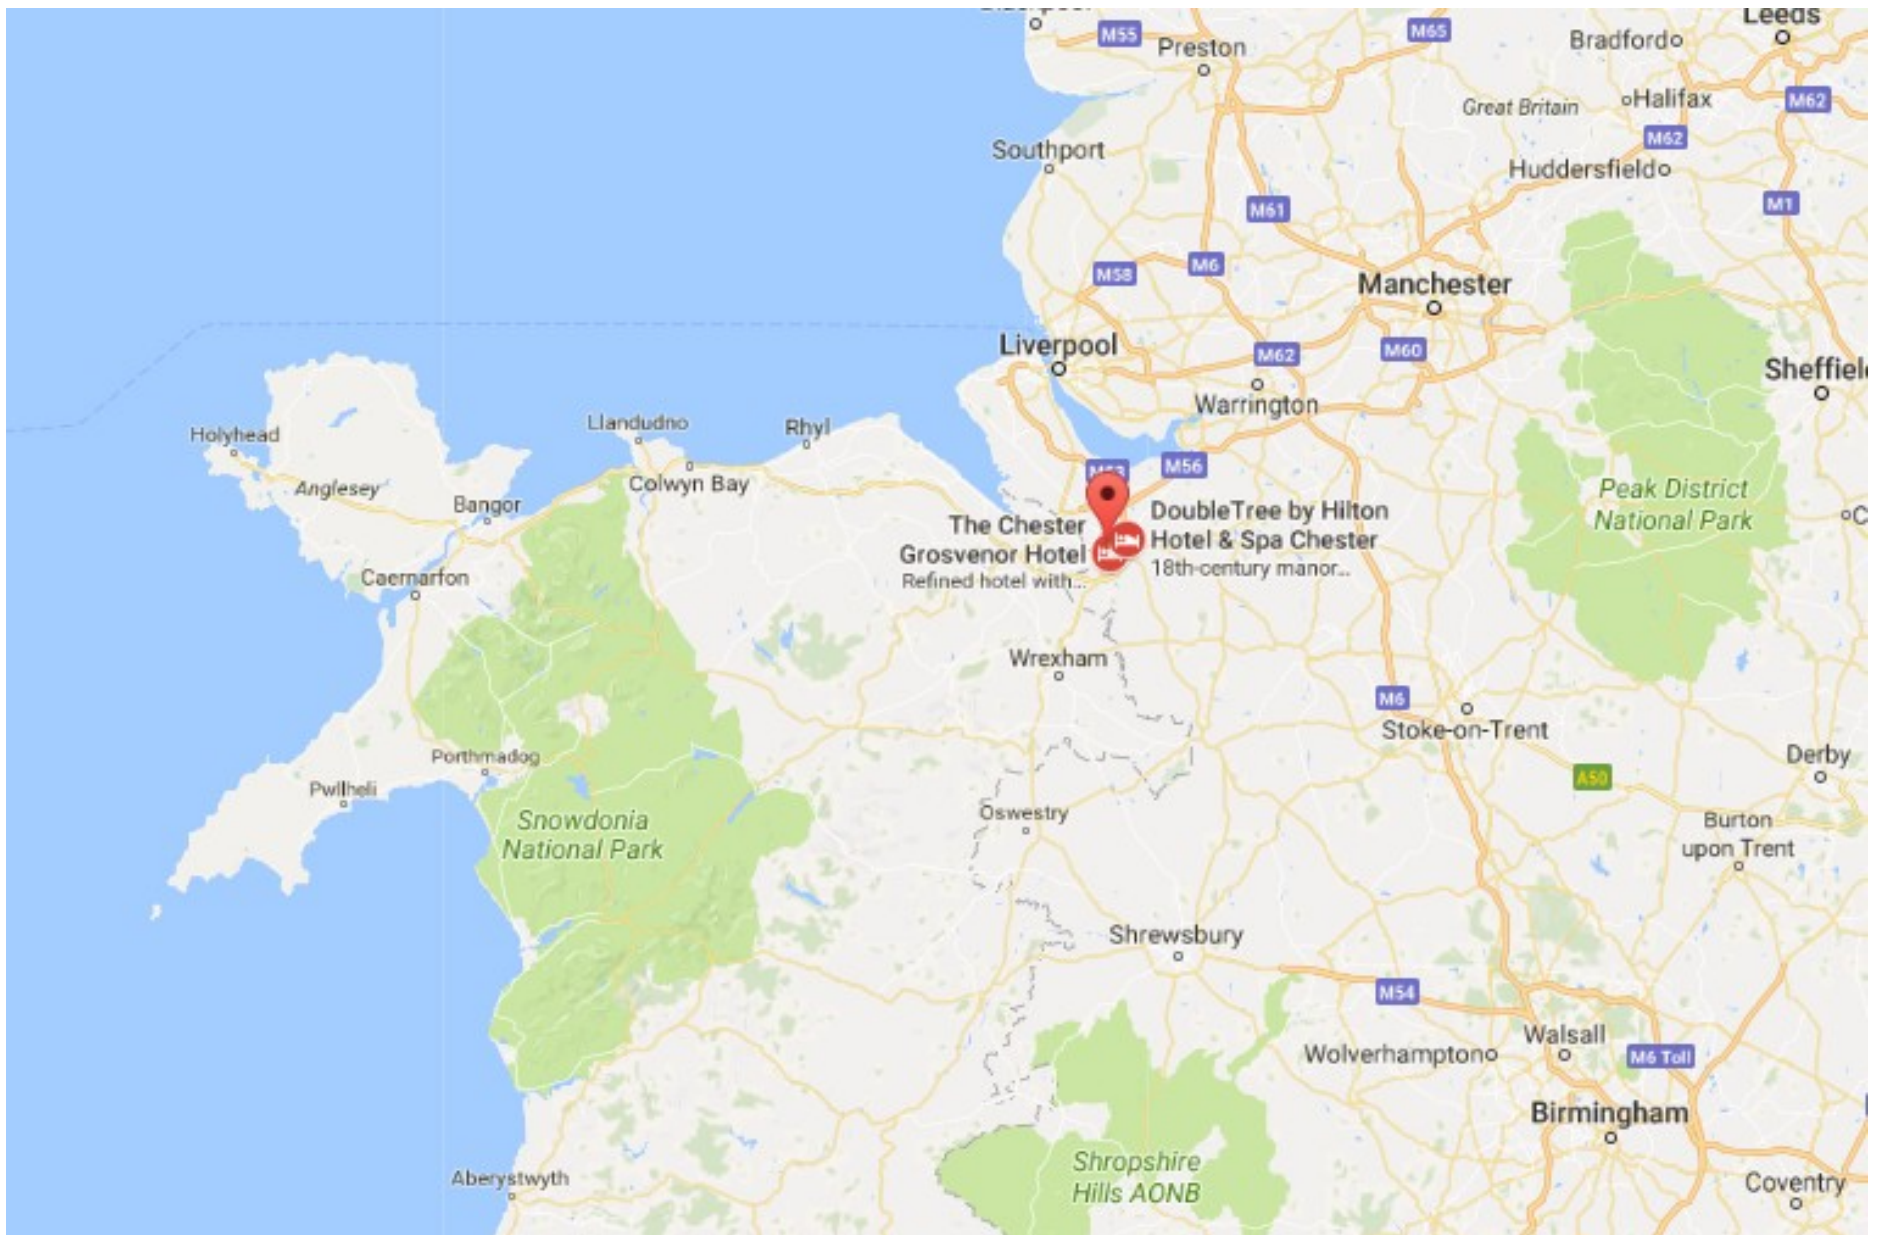 M55
Preston
M65
Bradford
Leeds
Great Britain
Halifax
M62
M62
Southport
Huddersfield
M61
M1
M58
M6
Manchester
Liverpool
M62
M60
Sheffiel
Warrington
Holyhead
Llandudno
Rhyl
Anglesey
Colwyn Bay
Bangor
M53
M56
The Chester
Grosvenor Hotel
Refined hotel with...
DoubleTree by Hilton
Hotel & Spa Chester
18th-century manor...
Peak District
National Park
C
Caernarfon
Wrexham
M6
Stoke-on-Trent
Derby
Porthmadog
Pwllheli
A50
Snowdonia
National Park
Oswestry
Burton
upon Trent
Shrewsbury
M54
Walsall
Wolverhampton
M6 Toll
Birmingham
Shropshire
Hills AONB
Aberystwyth
Coventry